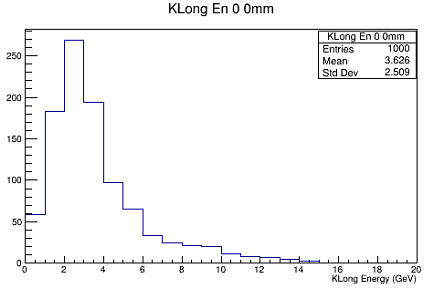 KLong En 0 0mm
KLong En 0 0mm
Entries 1000
Mean 3.626
Std Dev 2.509
250
200
150
100
50
0
0 2 4 6 8 10 12 14 16 18 20
KLong Energy (GeV)